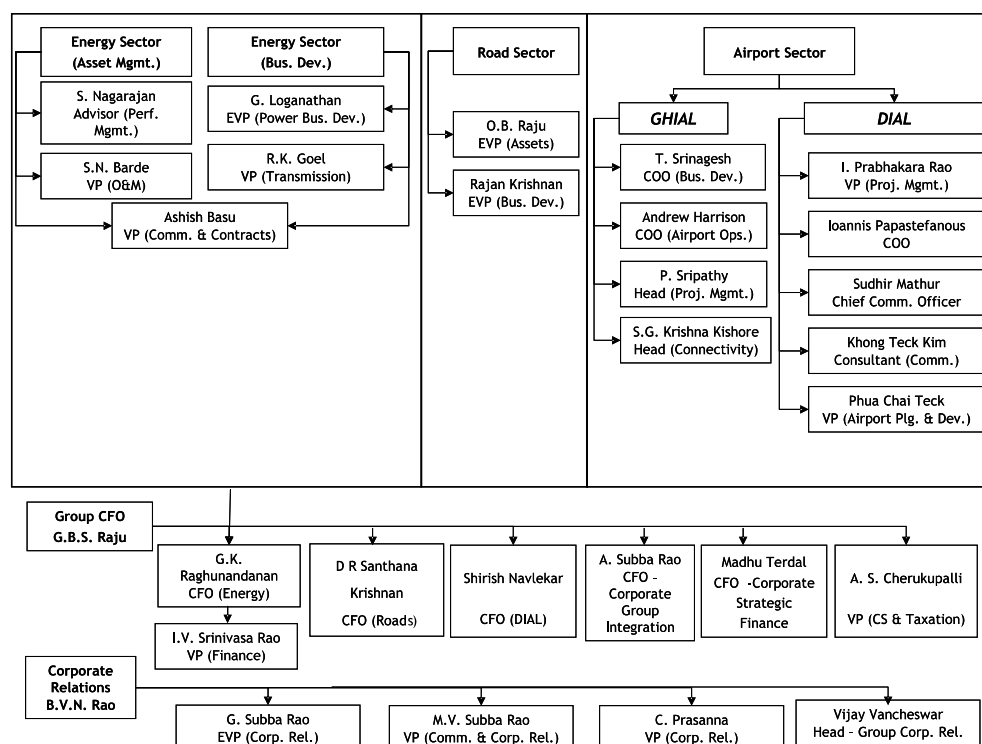 Energy Sector
(Asset Mgmt.)
Energy Sector
(Bus. Dev.)
Road Sector
Airport Sector
S. Nagarajan
Advisor (Perf.
Mgmt.)
G. Loganathan
EVP (Power Bus. Dev.)
S.N. Barde
VP (O&M)
R.K. Goel
VP (Transmission)
Ashish Basu
VP (Comm. & Contracts)
O.B. Raju
EVP (Assets)
Rajan Krishnan
EVP (Bus. Dev.)
GHIAL
T. Srinagesh
COO (Bus. Dev.)
Andrew Harrison
COO (Airport Ops.)
P. Sripathy
Head (Proj. Mgmt.)
S.G. Krishna Kishore
Head (Connectivity)
DIAL
I. Prabhakara Rao
VP (Proj. Mgmt.)
Ioannis Papastefanous
COO
Sudhir Mathur
Chief Comm. Officer
Khong Teck Kim
Consultant (Comm.)
Phua Chai Teck
VP (Airport Plg. & Dev.)
Group CFO
G.B.S. Raju
G.K.
Raghunandanan
CFO (Energy)
I.V. Srinivasa Rao
VP (Finance)
D R Santhana
Krishnan
CFO (Roads)
Shirish Navlekar
CFO (DIAL)
A. Subba Rao
CFO –
Corporate
Group
Integration
Madhu Terdal
CFO -Corporate
Strategic
Finance
A. S. Cherukupalli
VP (CS & Taxation)
Corporate
Relations
B.V.N. Rao
G. Subba Rao
EVP (Corp. Rel.)
M.V. Subba Rao
VP (Comm. & Corp. Rel.)
C. Prasanna
VP (Corp. Rel.)
Vijay Vancheswar
Head – Group Corp. Rel.